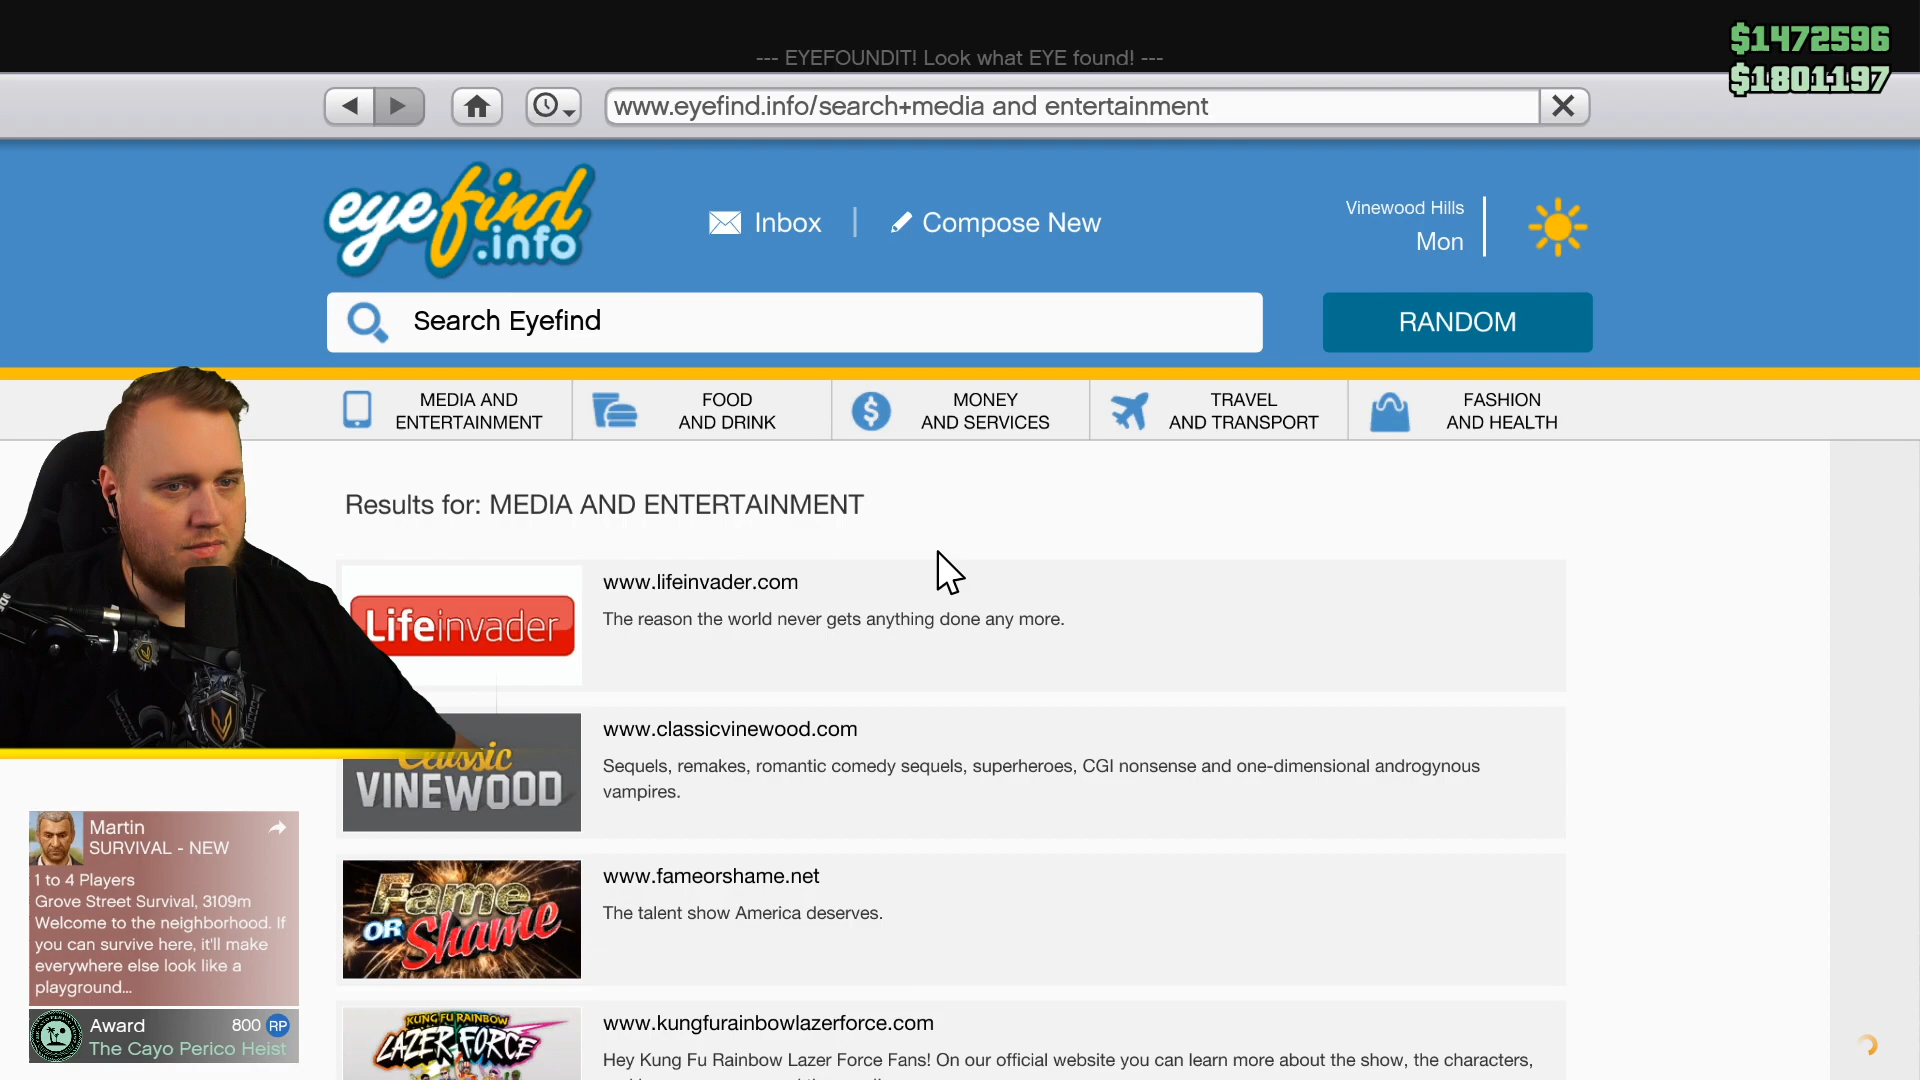 $1472596
--- EYEFOUNDIT! Look what EYE found! ---
$1801197
www.eyefind.info/search+media and entertainment
eyefind
.info
Inbox
Compose New
Vinewood Hills
Mon
Search Eyefind
RANDOM
MEDIA AND
ENTERTAINMENT
FOOD
AND DRINK
MONEY
AND SERVICES
TRAVEL
AND TRANSPORT
FASHION
AND HEALTH
Results for: MEDIA AND ENTERTAINMENT
Lifeinvader
www.lifeinvader.com
The reason the world never gets anything done any more.
Classic
VINEWOOD
www.classicvinewood.com
Sequels, remakes, romantic comedy sequels, superheroes, CGI nonsense and one-dimensional androgynous
vampires.
Fame
OR Shame
www.fameorshame.net
The talent show America deserves.
KUNG FU RAINBOW
LAZER FORCE
www.kungfurainbowlazerforce.com
Hey Kung Fu Rainbow Lazer Force Fans! On our official website you can learn more about the show, the characters,
Martin
SURVIVAL - NEW
1 to 4 Players
Grove Street Survival, 3109m
Welcome to the neighborhood. If
you can survive here, it'll make
everywhere else look like a
playground...
Award
800 RP
The Cayo Perico Heist